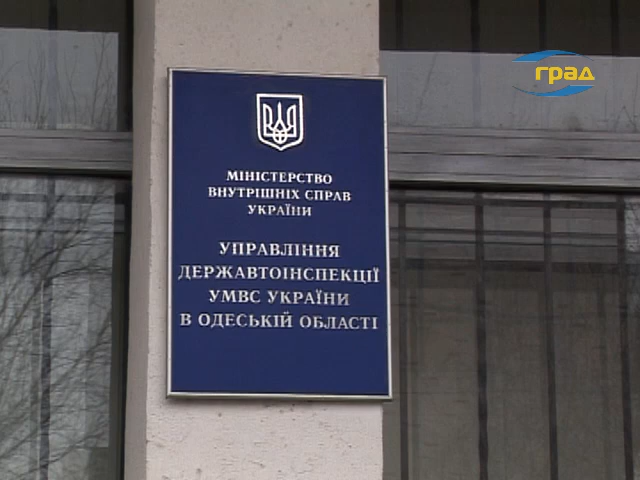 град
МІНІСТЕРСТВО
ВНУТРІШНІХ СПРАВ
УКРАЇНИ
УПРАВЛІННЯ
ДЕРЖАВТОІНСПЕКЦІЇ
УМВС УКРАЇНИ
В ОДЕСЬКІЙ ОБЛАСТІ